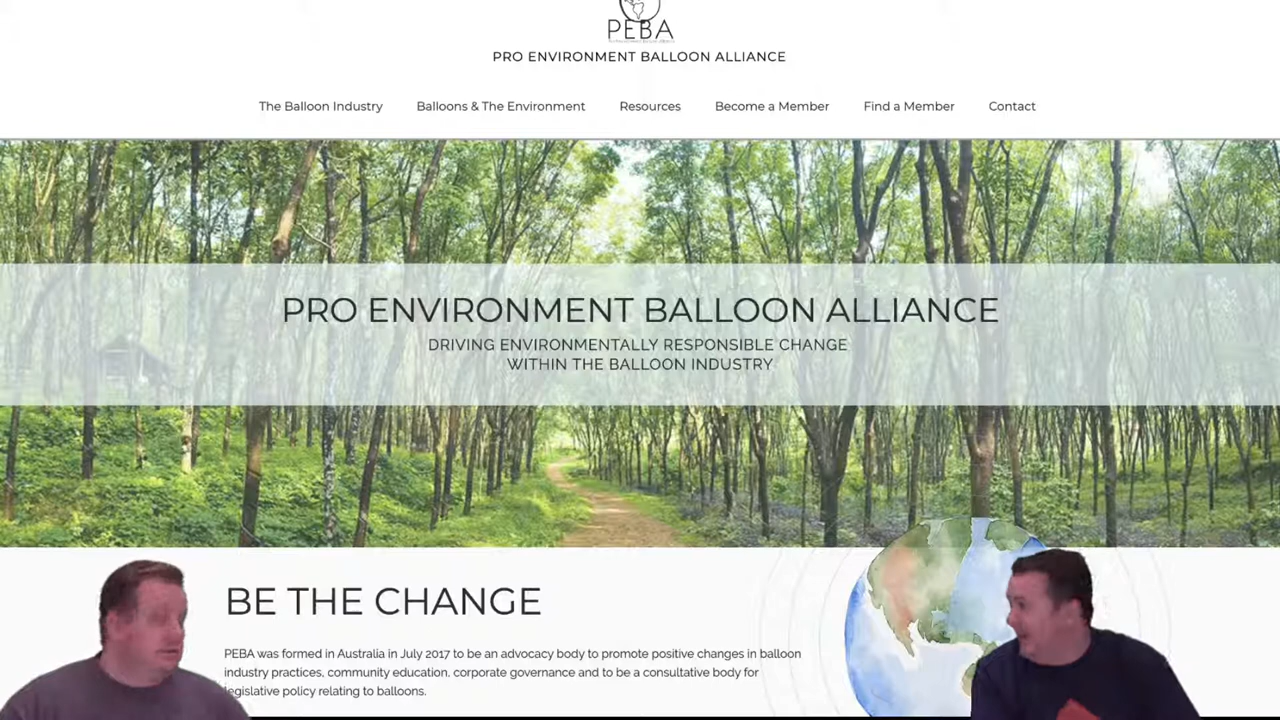 PEBA
PRO ENVIRONMENT BALLOON ALLIANCE
The Balloon Industry
Balloons & The Environment
Resources
Become a Member
Find a Member
Contact
PRO ENVIRONMENT BALLOON ALLIANCE
DRIVING ENVIRONMENTALLY RESPONSIBLE CHANGE
WITHIN THE BALLOON INDUSTRY
BE THE CHANGE
PEBA was formed in Australia in July 2017 to be an advocacy body to promote positive changes in balloon
industry practices, community education, corporate governance and to be a consultative body for
legislative policy relating to balloons.